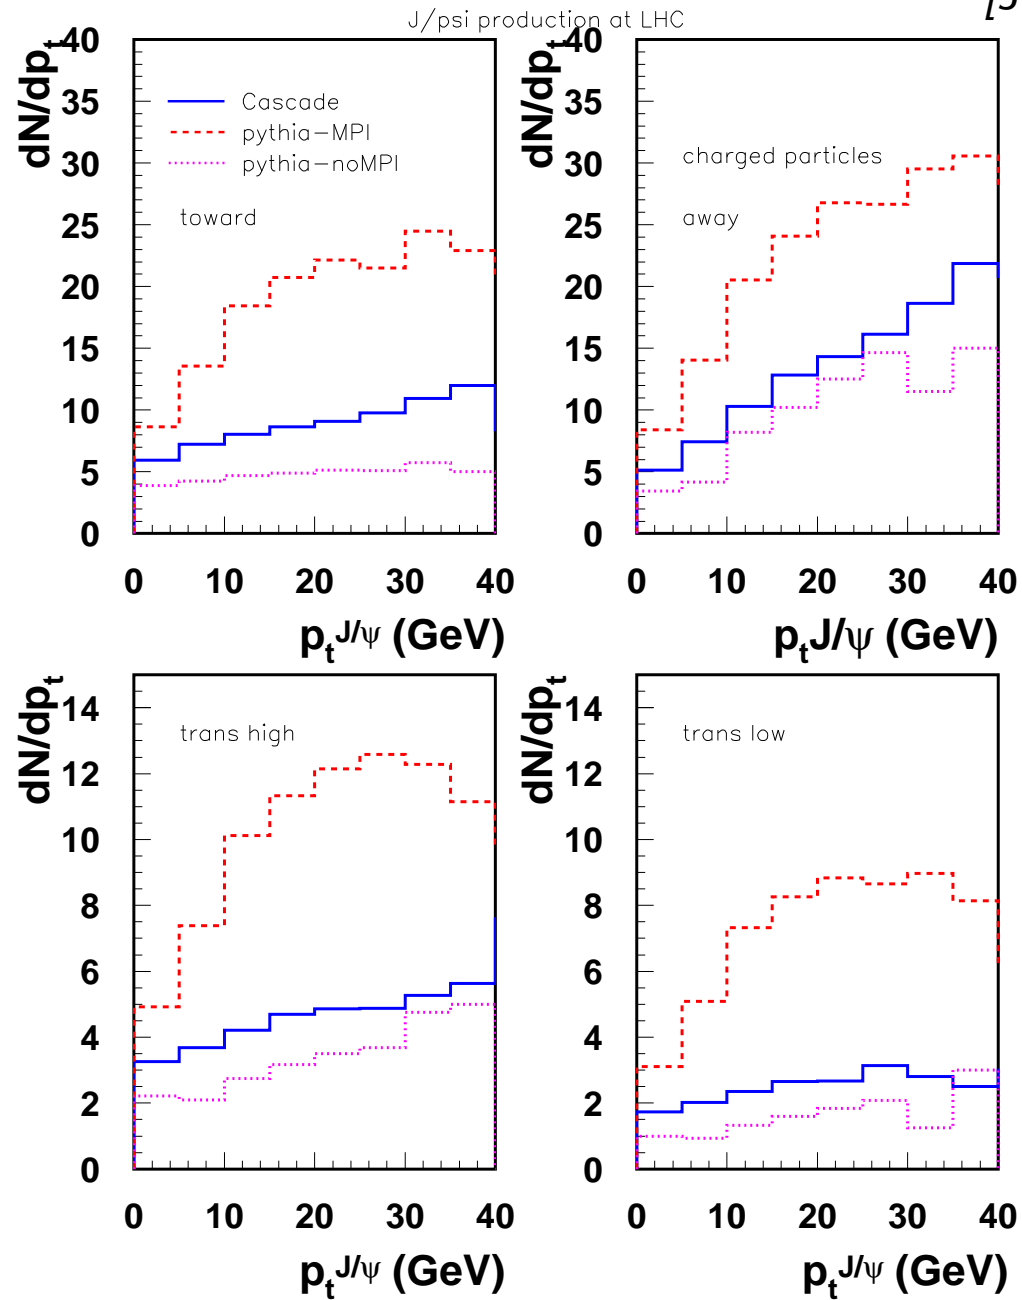 J/psi production at LHC
dN/dpt
40
35
30
25
20
15
10
5
0
Cascade
pythia-MPI
pythia-noMPI
toward
0 10 20 30 40
pt J/ψ (GeV)
dN/dpt
40
35
30
25
20
15
10
5
0
charged particles
away
0 10 20 30 40
pt J/ψ (GeV)
dN/dpt
14
12
10
8
6
4
2
0
trans high
0 10 20 30 40
pt J/ψ (GeV)
dN/dpt
14
12
10
8
6
4
2
0
trans low
0 10 20 30 40
pt J/ψ (GeV)